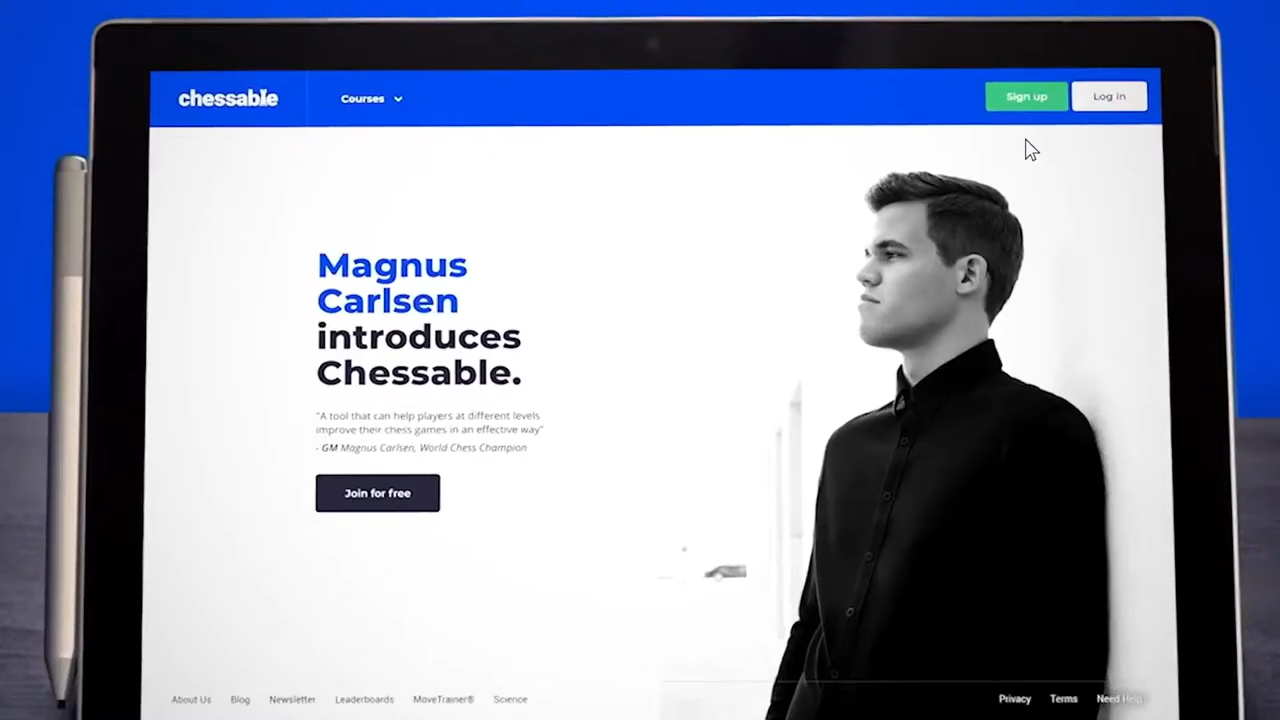 chessable
Courses
Sign up
Log in
Magnus
Carlsen
introduces
Chessable.
"A tool that can help players at different levels
improve their chess games in an effective way"
- GM Magnus Carlsen, World Chess Champion
Join for free
About Us
Blog
Newsletter
Leaderboards
MoveTrainer®
Science
Privacy
Terms
Need Help